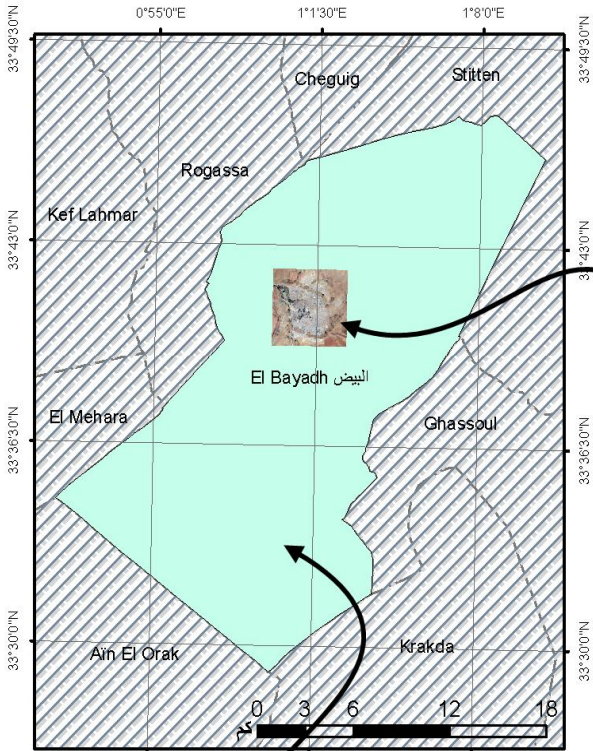 0°55'0"E 1°1'30"E 1°8'0"E
33°49'30"N 33°49'30"N
Cheguig
Stitten
Rogassa
Kef Lahmar
33°43'0"N 33°43'0"N
El Bayadh البيض
El Mehara
Ghassoul
33°36'30"N 33°36'30"N
33°30'0"N 33°30'0"N
Aïn El Orak
Krakda
0 3 6 12 18
كم